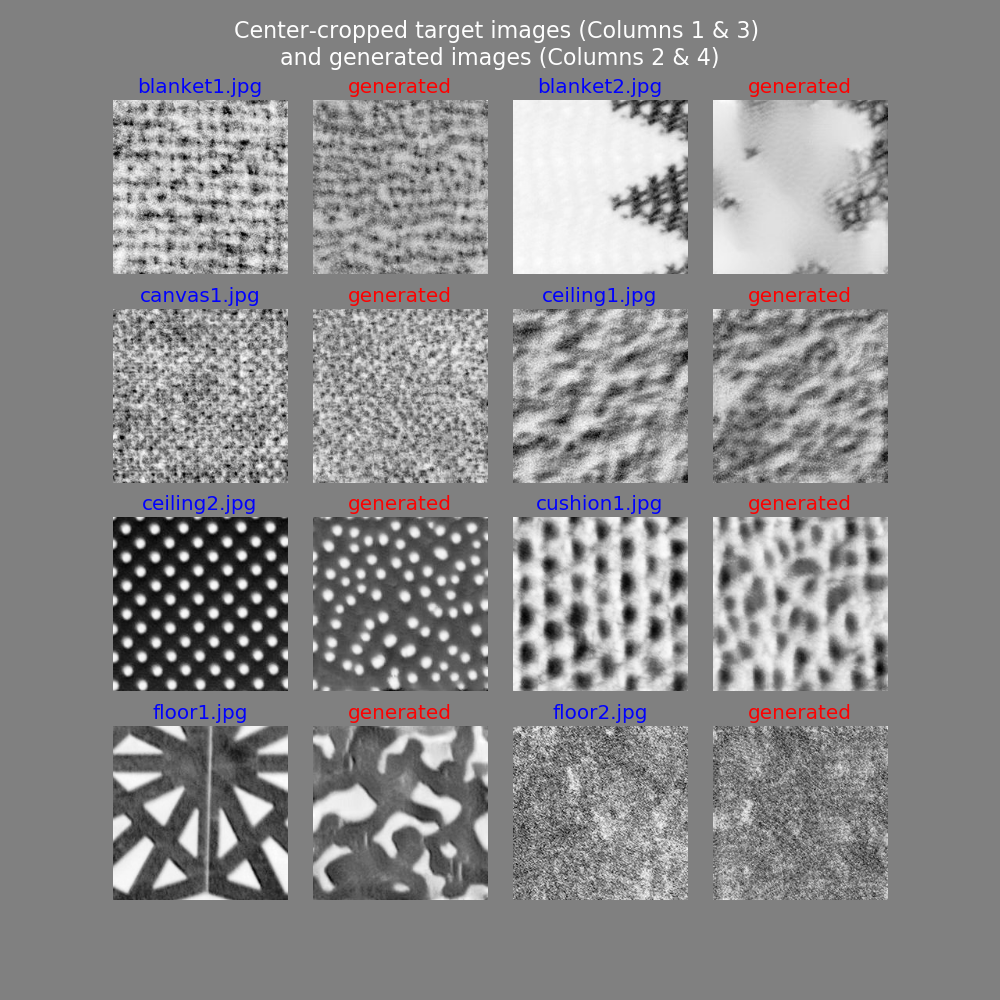 Center-cropped target images (Columns 1 & 3)
and generated images (Columns 2 & 4)
blanket1.jpg generated blanket2.jpg generated
canvas1.jpg generated ceiling1.jpg generated
ceiling2.jpg generated cushion1.jpg generated
floor1.jpg generated floor2.jpg generated